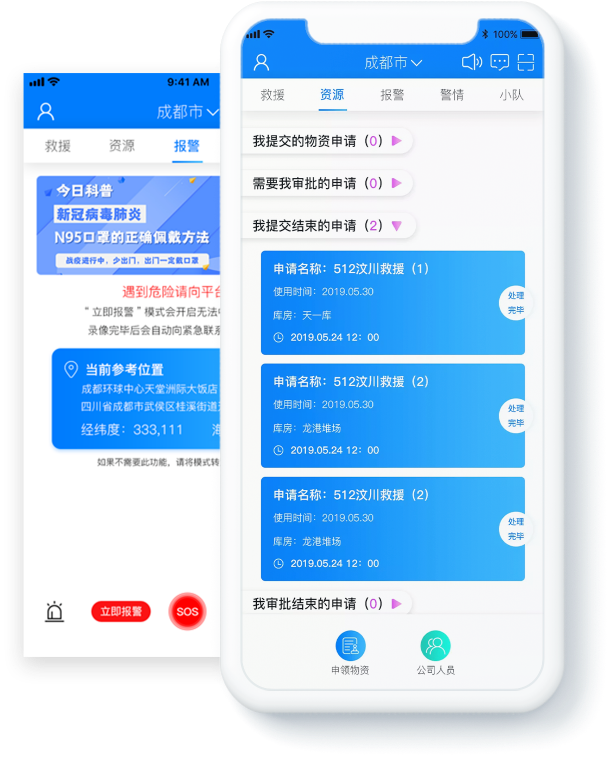 9:41 AM
成都市
救援 资源 报警
今日科普
新冠病毒肺炎
N95口罩的正确佩戴方法
战疫进行中，少出门，出门一定戴口罩
遇到危险请向平台
“立即报警”模式会开启无法
录像完毕后会自动向紧急联系
当前参考位置
成都环球中心天堂洲际大饭店
四川省成都市武侯区桂溪街道
经纬度：333,111
如果不需要此功能，请将模式转
立即报警
SOS
100%
成都市
救援 资源 报警 警情 小队
我提交的物资申请（0）
需要我审批的申请（0）
我提交结束的申请（2）
申请名称：512汶川救援（1）
使用时间：2019.05.30
库房：天一库
2019.05.24 12：00
处理
完毕
申请名称：512汶川救援（2）
使用时间：2019.05.30
库房：龙港堆场
2019.05.24 12：00
处理
完毕
申请名称：512汶川救援（2）
使用时间：2019.05.30
库房：龙港堆场
2019.05.24 12：00
处理
完毕
我审批结束的申请（0）
申领物资
公司人员